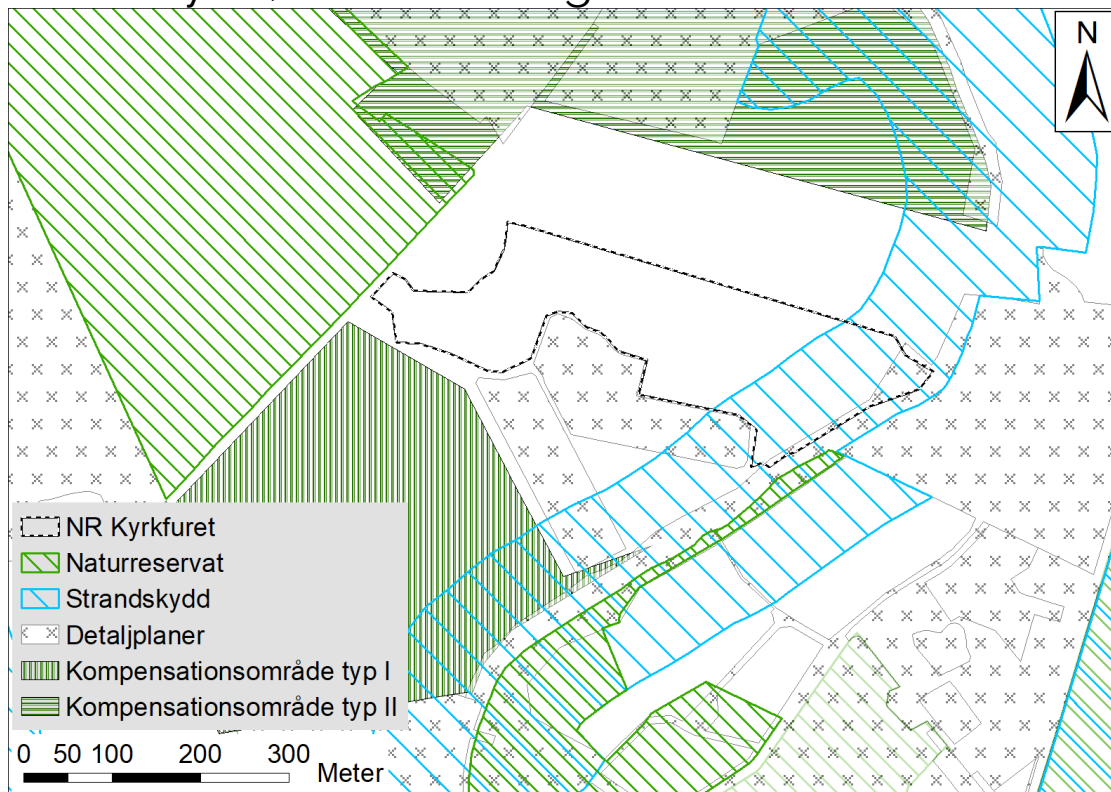 N
NR Kyrkfuret
Naturreservat
Strandskydd
Detaljplaner
Kompensationsområde typ I
Kompensationsområde typ II
0 50 100 200 300
Meter